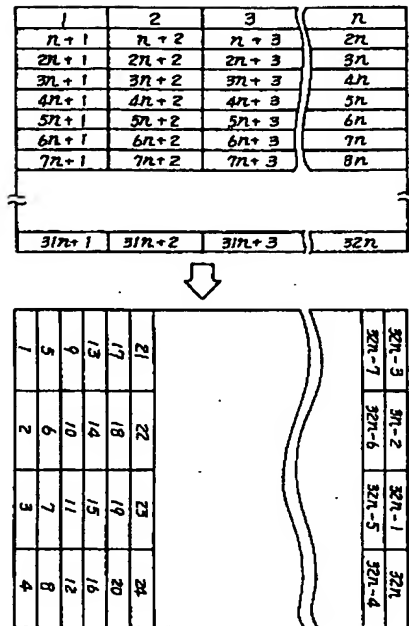 1 2 3 n
n+1 n+2 n+3 2n
2n+1 2n+2 2n+3 3n
3n+1 3n+2 3n+3 4n
4n+1 4n+2 4n+3 5n
5n+1 5n+2 5n+3 6n
6n+1 6n+2 6n+3 7n
7n+1 7n+2 7n+3 8n
31n+1 31n+2 31n+3 32n
1 5 9 13 17 21 32n-7 32n-3
2 6 10 14 18 22 32n-6 3n-2
3 7 11 15 19 23 32n-5 32n-1
4 8 12 16 20 24 32n-4 32n